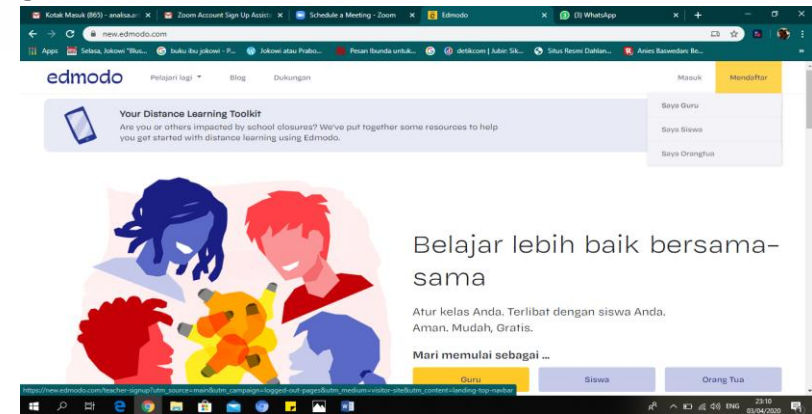 Kotak Masuk (865) - analisa.an
Zoom Account Sign Up Assist
Schedule a Meeting - Zoom
Edmodo
(3) WhatsApp
new.edmodo.com
Apps
Selasa, Jokowi "Blus...
buku ibu jokowi - P...
Jokowi atau Prabo...
Pesan Ibunda untuk...
detikcom | Jubir: Sik...
Situs Resmi Dahlan...
Anies Baswedan: Be...
edmodo
Pelajari lagi
Blog
Dukungan
Masuk
Mendaftar
Your Distance Learning Toolkit
Are you or others impacted by school closures? We've put together some resources to help
you get started with distance learning using Edmodo.
Saya Guru
Saya Siswa
Saya Orangtua
Belajar lebih baik bersama-
sama
Atur kelas Anda. Terlibat dengan siswa Anda.
Aman. Mudah, Gratis.
Mari memulai sebagai ...
Guru
Siswa
Orang Tua
https://new.edmodo.com/teacher-signup?utm_source=main&utm_campaign=logged-out-pages&utm_medium=visitor-site&utm_content=landing-top-navbar
ENG
23:10
03/04/2020